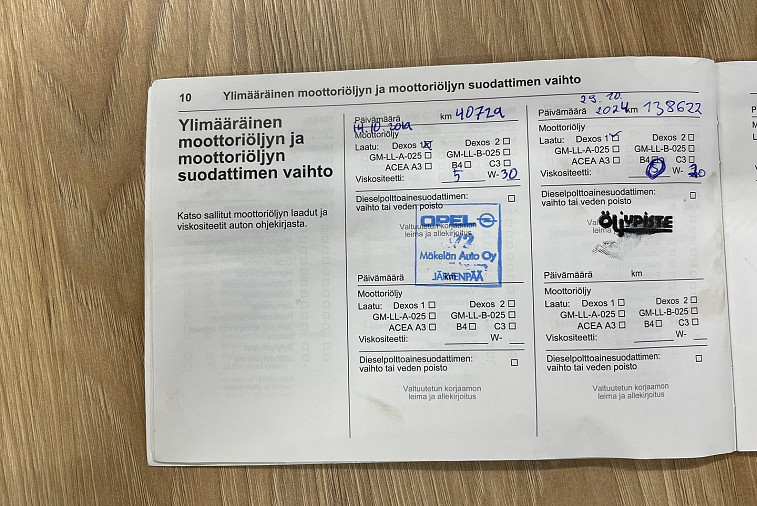 10 Ylimääräinen moottoriöljyn ja moottoriöljyn suodattimen vaihto
Ylimääräinen
moottoriöljyn ja
moottoriöljyn
suodattimen vaihto
Katso sallitut moottoriöljyn laadut ja
viskositeetit auton ohjekirjasta.
Päivämäärä km 40729
14.10.2019
Moottoriöljy
Laatu: Dexos 1 Dexos 2
GM-LL-A-025 GM-LL-B-025
ACEA A3 B4 C3
Viskositeetti: 5 W- 30
Dieselpolttoainesuodattimen:
vaihto tai veden poisto
Valtuutetun korjaamon
leima ja allekirjoitus
OPEL
Mäkelän Auto Oy
JÄRVENPÄÄ
Päivämäärä km
Moottoriöljy
Laatu: Dexos 1 Dexos 2
GM-LL-A-025 GM-LL-B-025
ACEA A3 B4 C3
Viskositeetti: W-
Dieselpolttoainesuodattimen:
vaihto tai veden poisto
Valtuutetun korjaamon
leima ja allekirjoitus
29.10.
Päivämäärä 2024 km 138622
Moottoriöljy
Laatu: Dexos 1 Dexos 2
GM-LL-A-025 GM-LL-B-025
ACEA A3 B4 C3
Viskositeetti: 0 W- 20
Dieselpolttoainesuodattimen:
vaihto tai veden poisto
ÖLJYPISTE
Päivämäärä km
Moottoriöljy
Laatu: Dexos 1 Dexos 2
GM-LL-A-025 GM-LL-B-025
ACEA A3 B4 C3
Viskositeetti: W-
Dieselpolttoainesuodattimen:
vaihto tai veden poisto
Valtuutetun korjaamon
leima ja allekirjoitus